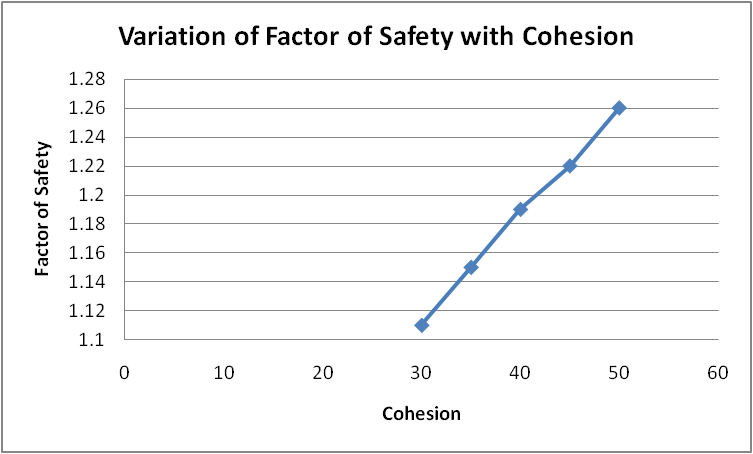 Variation of Factor of Safety with Cohesion
Factor of Safety
1.28
1.26
1.24
1.22
1.2
1.18
1.16
1.14
1.12
1.1
0 10 20 30 40 50 60
Cohesion